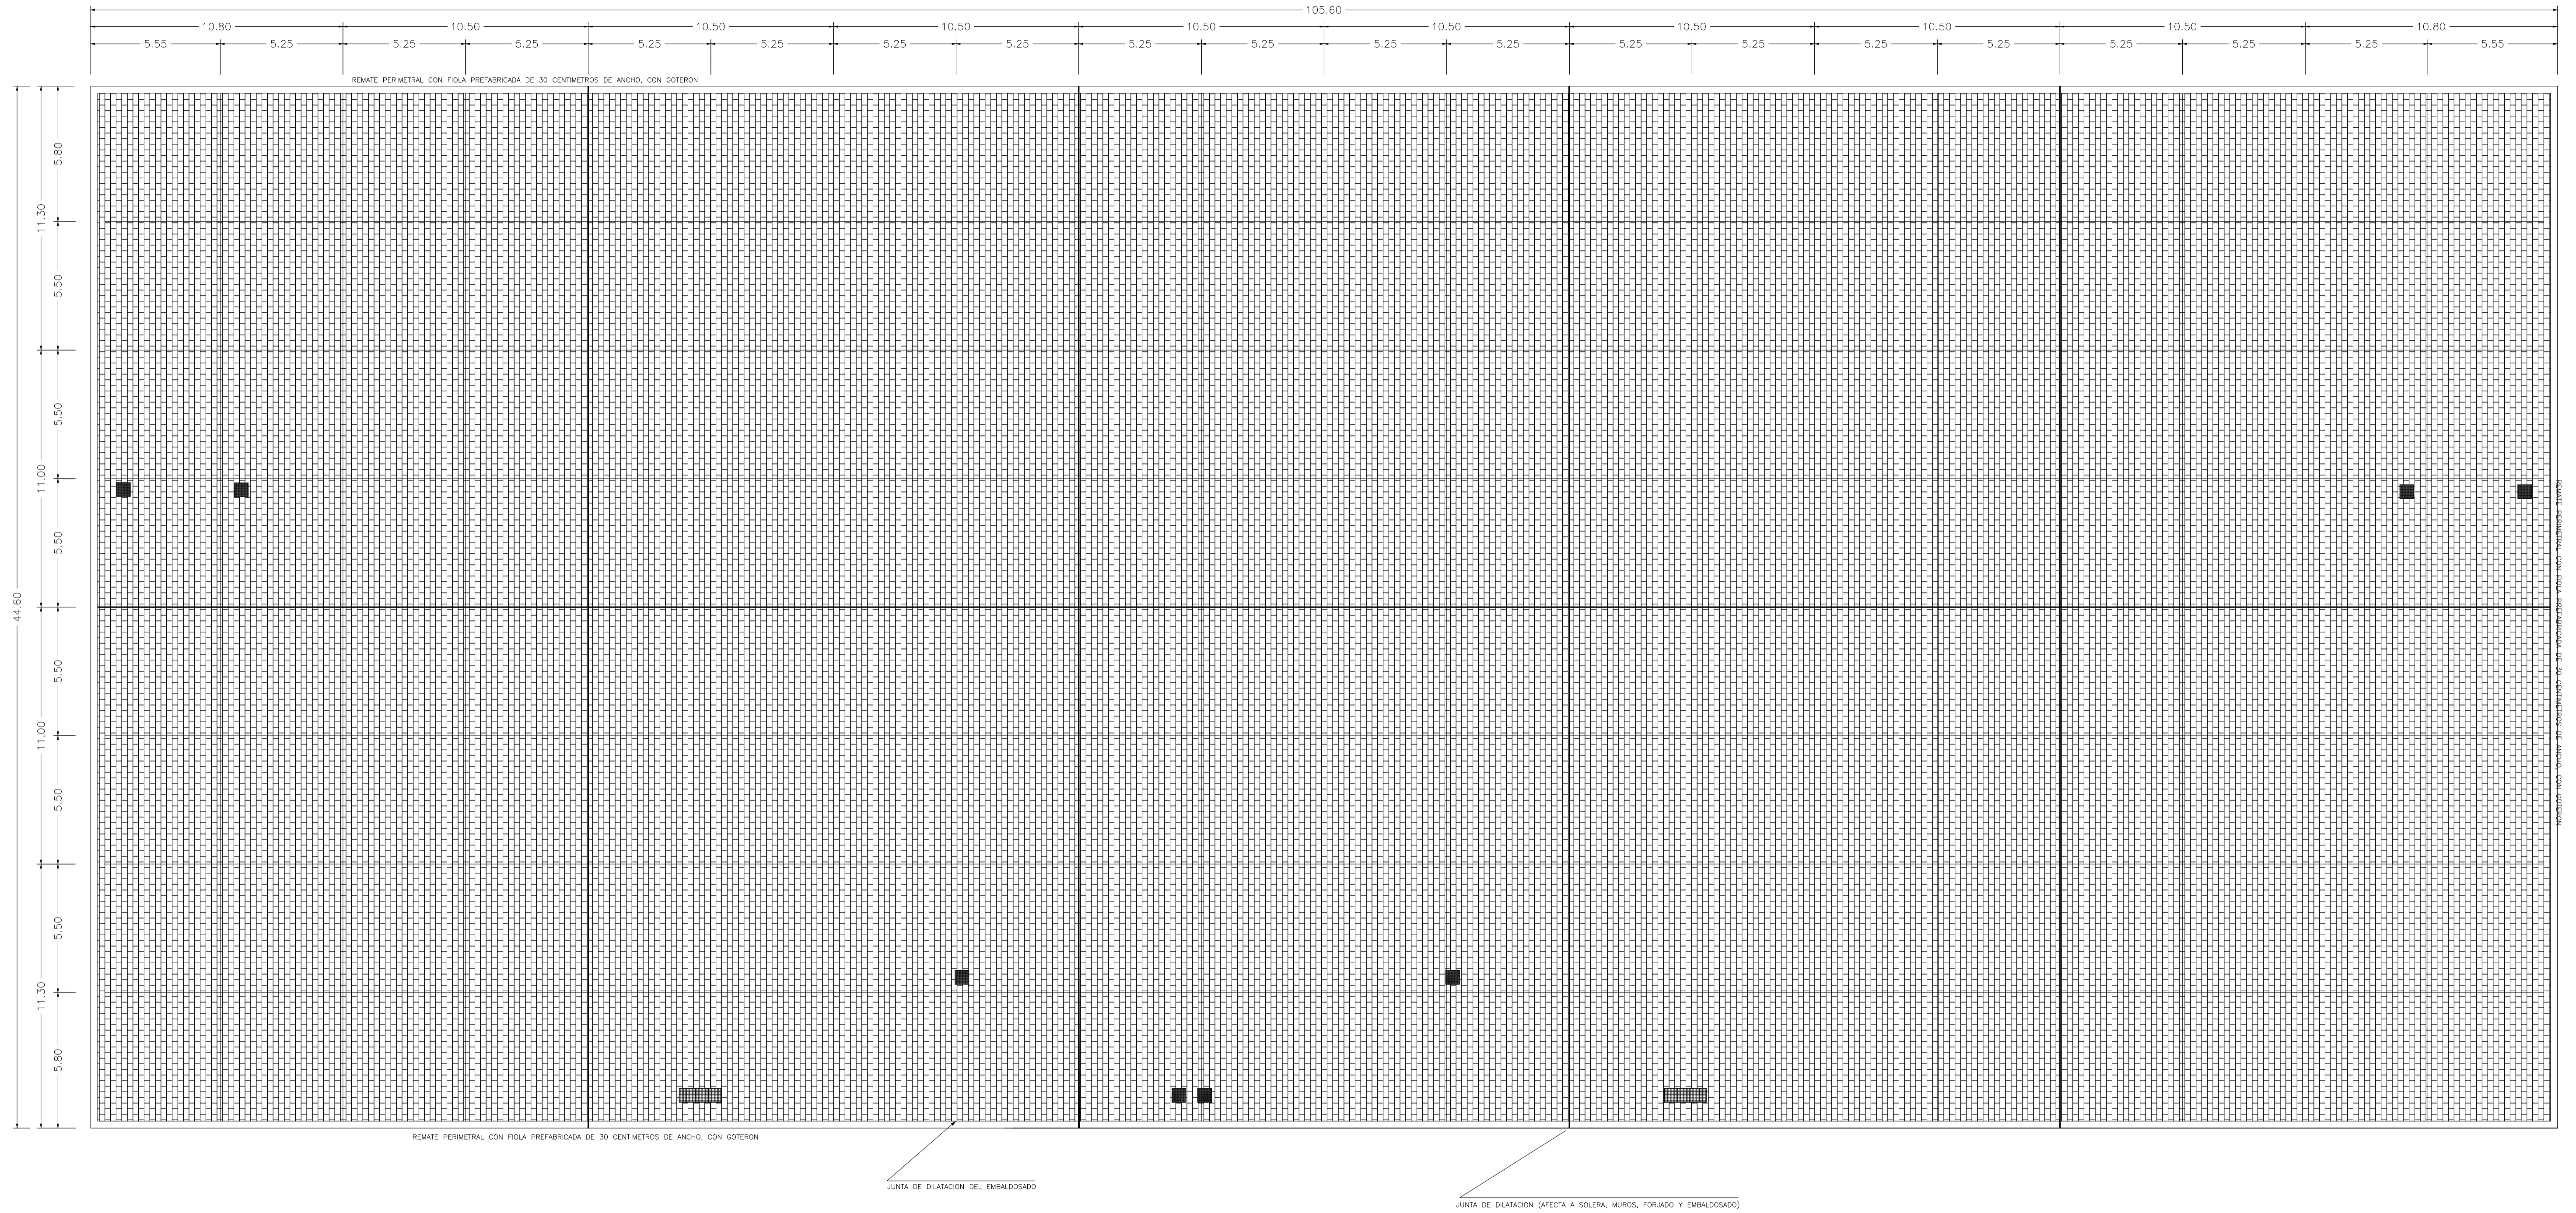 105.60
10.80 10.50 10.50 10.50 10.50 10.50 10.50 10.50 10.50 10.80
5.55 5.25 5.25 5.25 5.25 5.25 5.25 5.25 5.25 5.25 5.25 5.25 5.25 5.25 5.25 5.25 5.25 5.25 5.25 5.55
REMATE PERIMETRAL CON FIOLA PREFABRICADA DE 30 CENTIMETROS DE ANCHO, CON GOTERON
44.60
11.30
11.00
11.00
11.30
5.80
5.50
5.50
5.50
5.50
5.50
5.50
5.80
REMATE PERIMETRAL CON FIOLA PREFABRICADA DE 30 CENTIMETROS DE ANCHO, CON GOTERON
REMATE PERIMETRAL CON FIOLA PREFABRICADA DE 30 CENTIMETROS DE ANCHO, CON GOTERON
JUNTA DE DILATACION DEL EMBALDOSADO
JUNTA DE DILATACION (AFECTA A SOLERA, MUROS, FORJADO Y EMBALDOSADO)